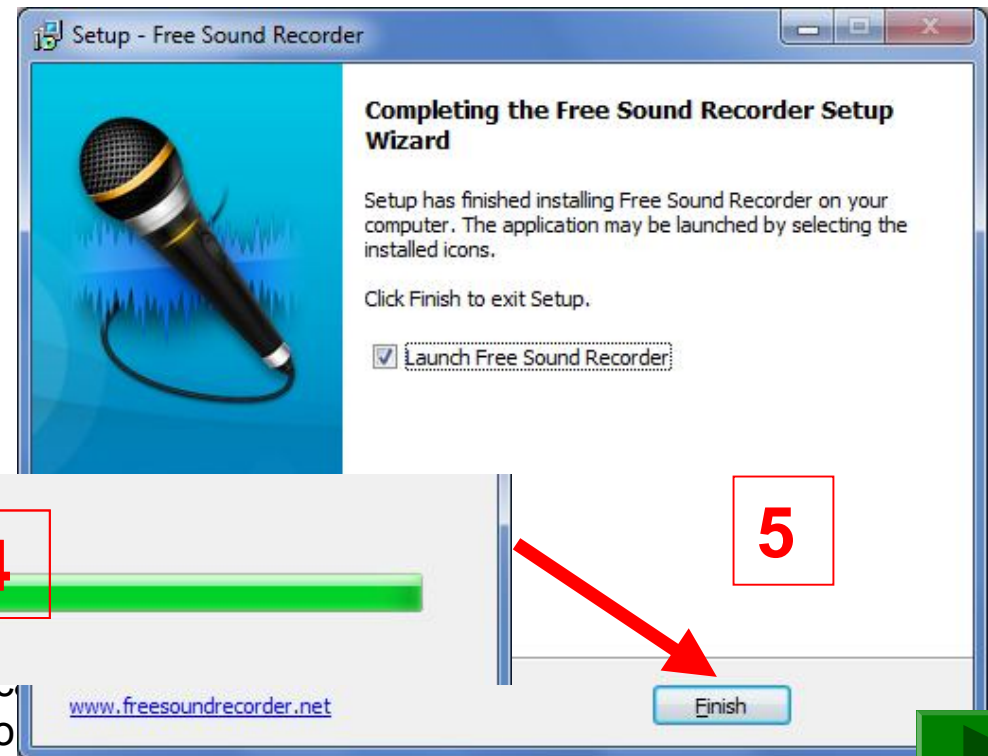 Setup - Free Sound Recorder
Completing the Free Sound Recorder Setup
Wizard
Setup has finished installing Free Sound Recorder on your
computer. The application may be launched by selecting the
installed icons.
Click Finish to exit Setup.
Launch Free Sound Recorder
5
www.freesoundrecorder.net
Finish